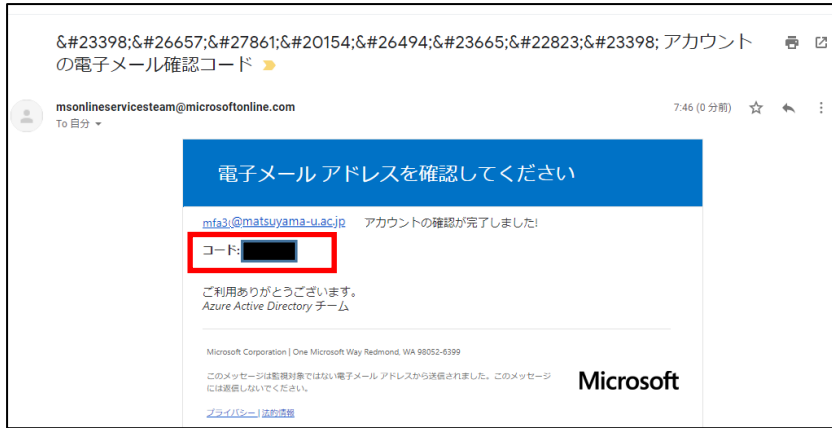 &#23398;&#26657;&#27861;&#20154;&#26494;&#23665;&#22823;&#23398; アカウント
の電子メール確認コード
msonlineservicesteam@microsoftonline.com
7:46 (0 分前)
To 自分
電子メール アドレスを確認してください
mfa3(@matsuyama-u.ac.jp アカウントの確認が完了しました!
コード:
ご利用ありがとうございます。
Azure Active Directory チーム
Microsoft Corporation | One Microsoft Way Redmond, WA 98052-6399
このメッセージは監視対象ではない電子メール アドレスから送信されました。このメッセージ
には返信しないでください。
Microsoft
プライバシー | 法的情報